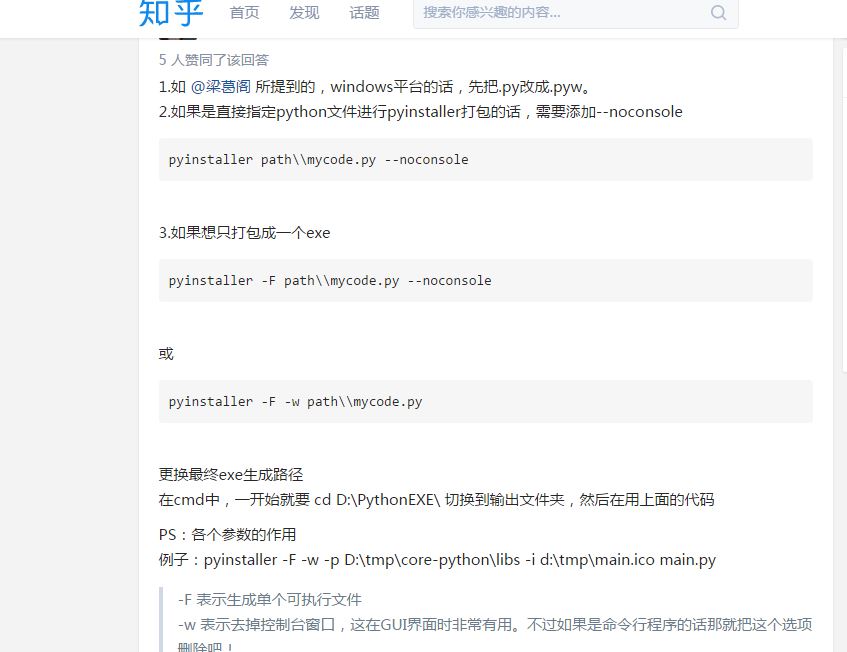 知乎 首页 发现 话题 搜索你感兴趣的内容...
5 人赞同了该回答
1.如 @梁葛阁 所提到的，windows平台的话，先把.py改成.pyw。
2.如果是直接指定python文件进行pyinstaller打包的话，需要添加--noconsole
pyinstaller path\\mycode.py --noconsole
3.如果想只打包成一个exe
pyinstaller -F path\\mycode.py --noconsole
或
pyinstaller -F -w path\\mycode.py
更换最终exe生成路径
在cmd中，一开始就要 cd D:\PythonEXE\ 切换到输出文件夹，然后在用上面的代码
PS：各个参数的作用
例子：pyinstaller -F -w -p D:\tmp\core-python\libs -i d:\tmp\main.ico main.py
-F 表示生成单个可执行文件
-w 表示去掉控制台窗口，这在GUI界面时非常有用。不过如果是命令行程序的话那就把这个选项
删除吧！